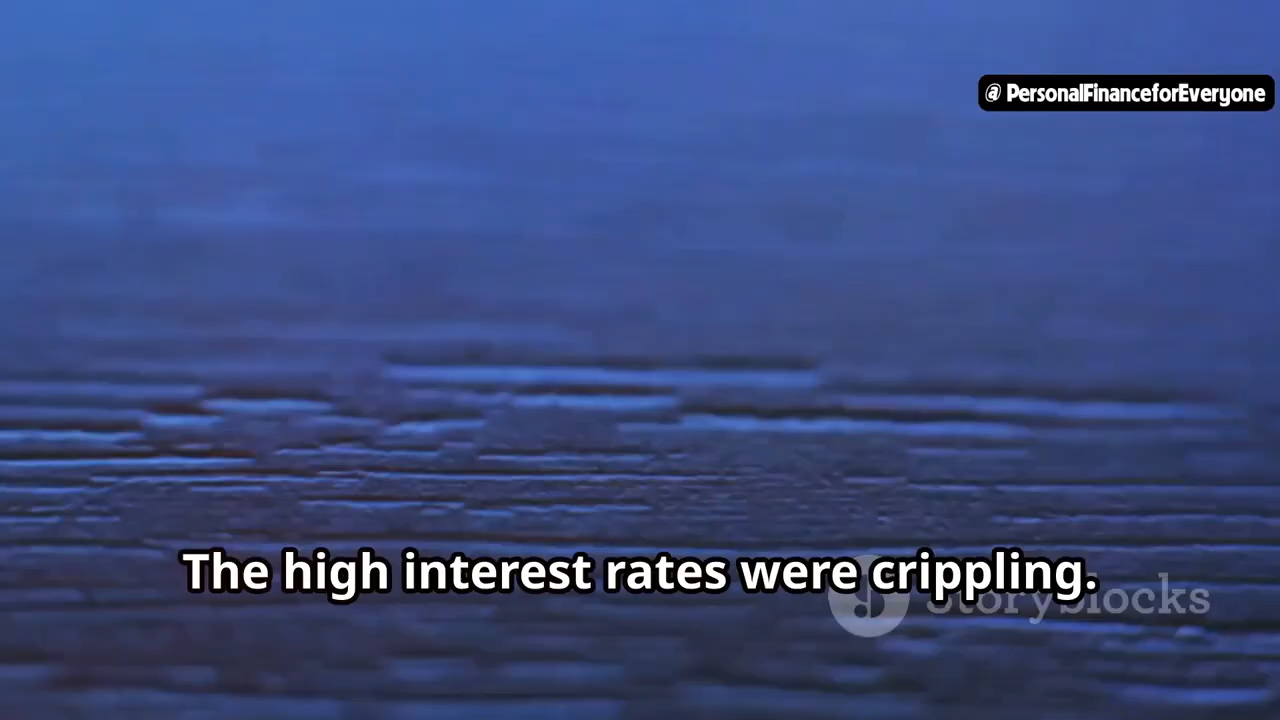 @ PersonalFinanceforEveryone
The high interest rates were crippling.
Storyblocks